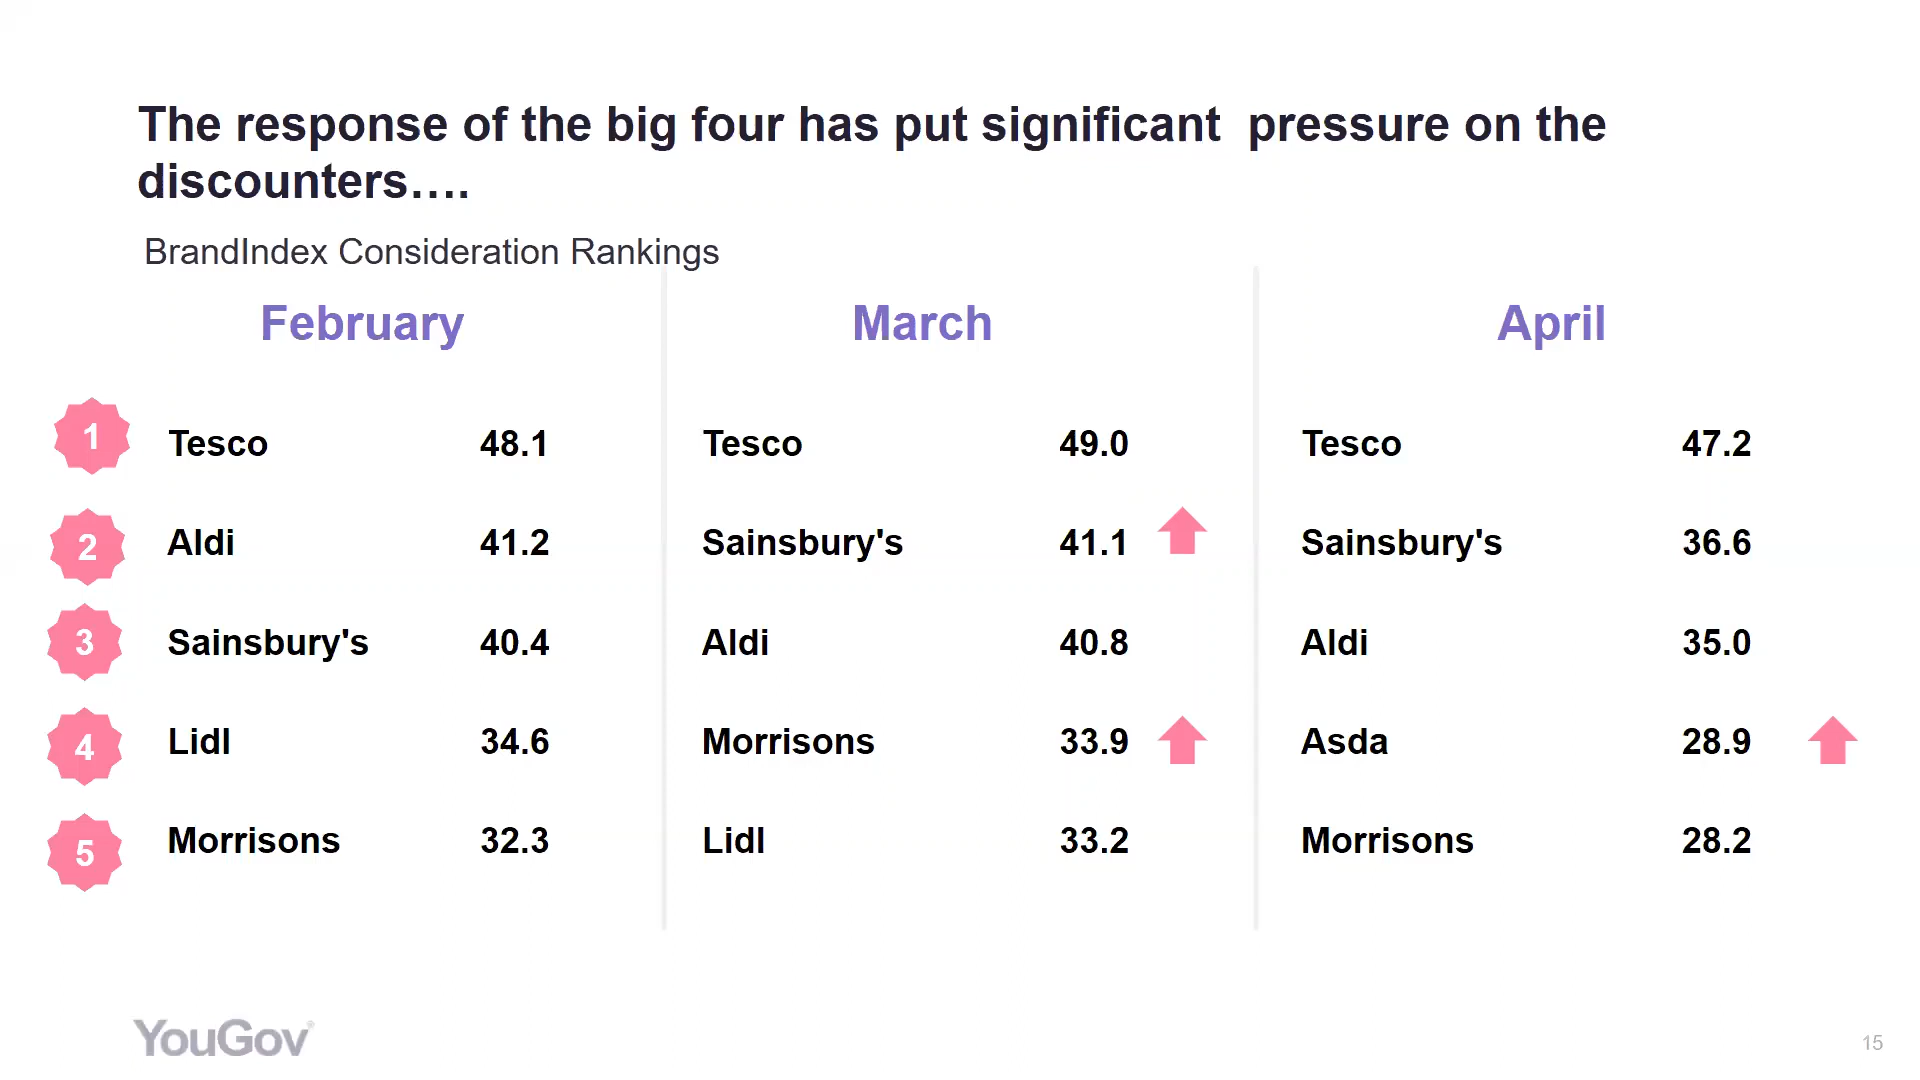 The response of the big four has put significant  pressure on the
discounters….
BrandIndex Consideration Rankings
February March April
1 Tesco 48.1 Tesco 49.0 Tesco 47.2
2 Aldi 41.2 Sainsbury's 41.1 Sainsbury's 36.6
3 Sainsbury's 40.4 Aldi 40.8 Aldi 35.0
4 Lidl 34.6 Morrisons 33.9 Asda 28.9
5 Morrisons 32.3 Lidl 33.2 Morrisons 28.2
YouGov®
15